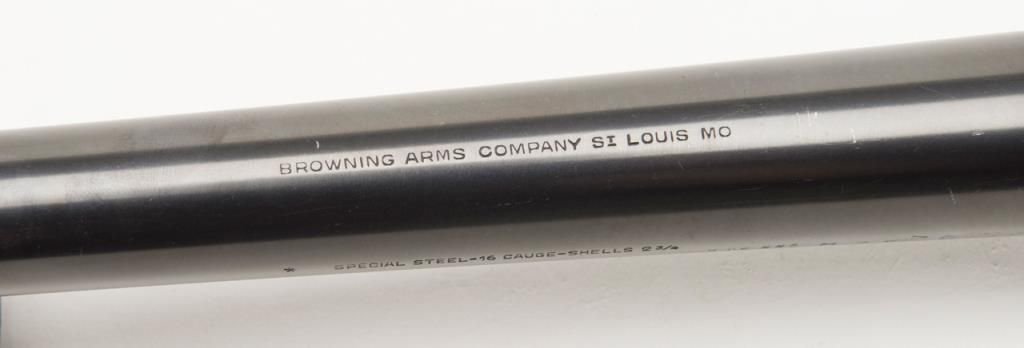 BROWNING ARMS COMPANY ST LOUIS MO
* SPECIAL STEEL-16 GAUGE-SHELLS 2 3/4